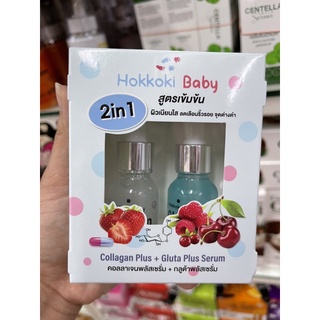 CENTELLA
Hokkoki Baby
สูตรเข้มข้น
2in1
ผิวเนียนใส ลดเลือนริ้วรอย จุดด่างดำ
Collagan Plus + Gluta Plus Serum
คอลลาเจนพลัสเซรั่ม + กลูต้าพลัสเซรั่ม